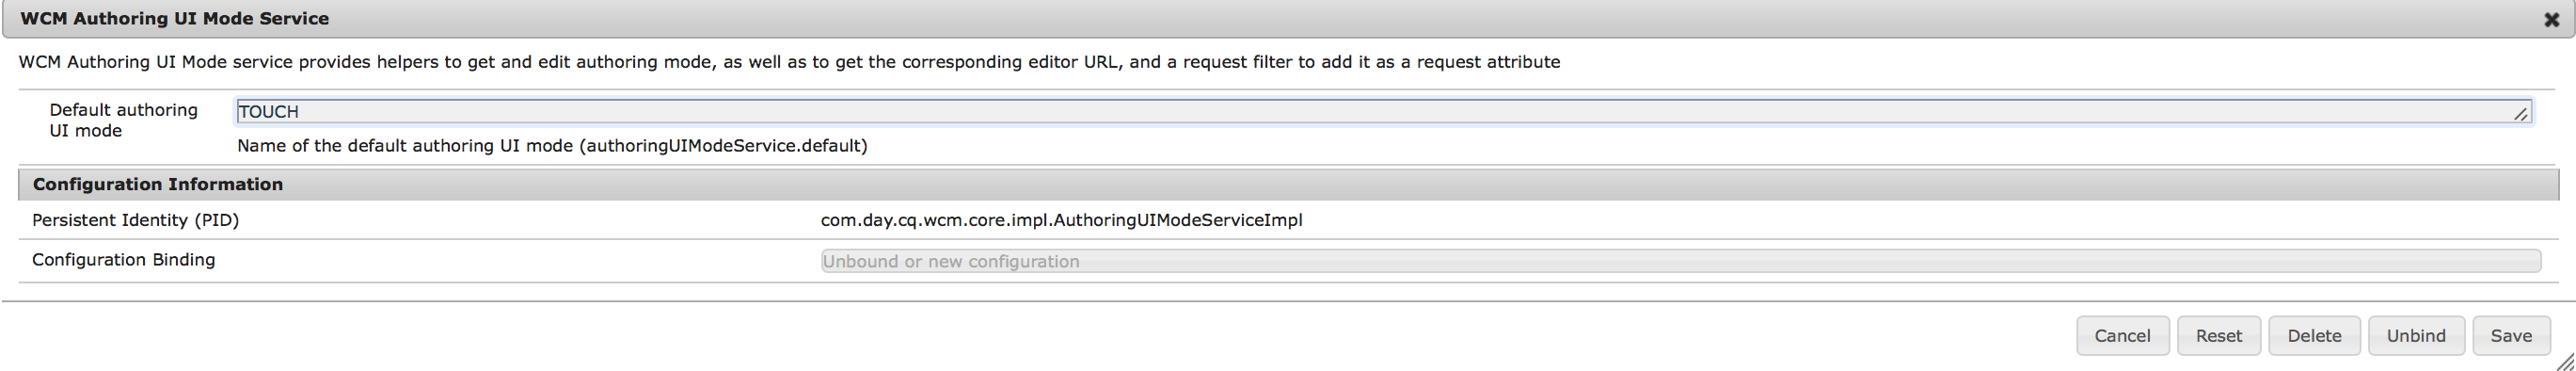 WCM Authoring UI Mode Service
WCM Authoring UI Mode service provides helpers to get and edit authoring mode, as well as to get the corresponding editor URL, and a request filter to add it as a request attribute
Default authoring
UI mode
TOUCH
Name of the default authoring UI mode (authoringUIModeService.default)
Configuration Information
Persistent Identity (PID) com.day.cq.wcm.core.impl.AuthoringUIModeServiceImpl
Configuration Binding Unbound or new configuration
Cancel Reset Delete Unbind Save